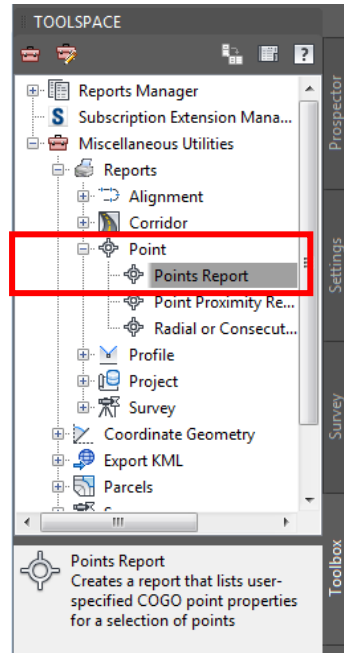 TOOLSPACE
?
Reports Manager
S Subscription Extension Mana...
Miscellaneous Utilities
Reports
Alignment
Corridor
Point
Points Report
Point Proximity Re...
Radial or Consecut...
Profile
Project
Survey
Coordinate Geometry
Export KML
Parcels
Points Report
Creates a report that lists user-
specified COGO point properties
for a selection of points
Prospector
Settings
Survey
Toolbox